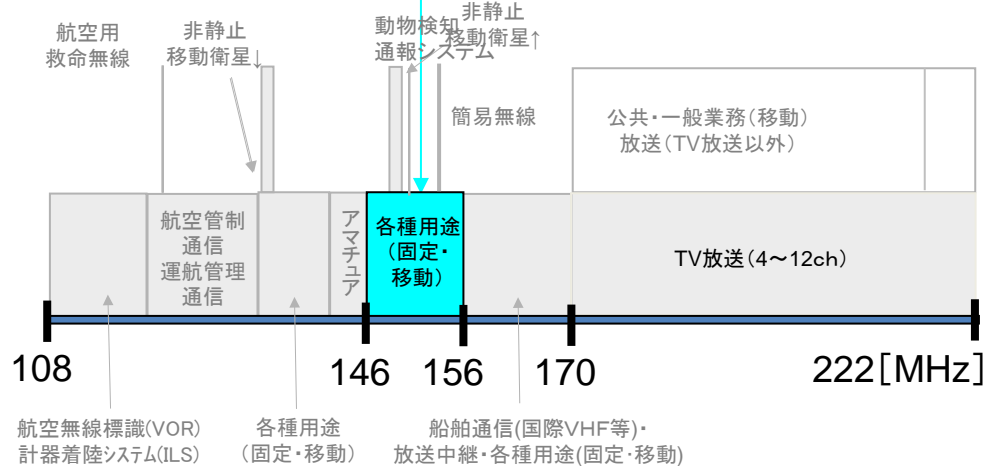 航空用
救命無線
非静止
移動衛星↓
動物検知
通報システム
非静止
移動衛星↑
簡易無線
公共・一般業務(移動)
放送(TV放送以外)
航空管制
通信
運航管理
通信
アマチュア
各種用途
(固定・
移動)
TV放送(4～12ch)
108
146
156
170
222[MHz]
航空無線標識(VOR)
計器着陸システム(ILS)
各種用途
(固定・移動)
船舶通信(国際VHF等)・
放送中継・各種用途(固定・移動)